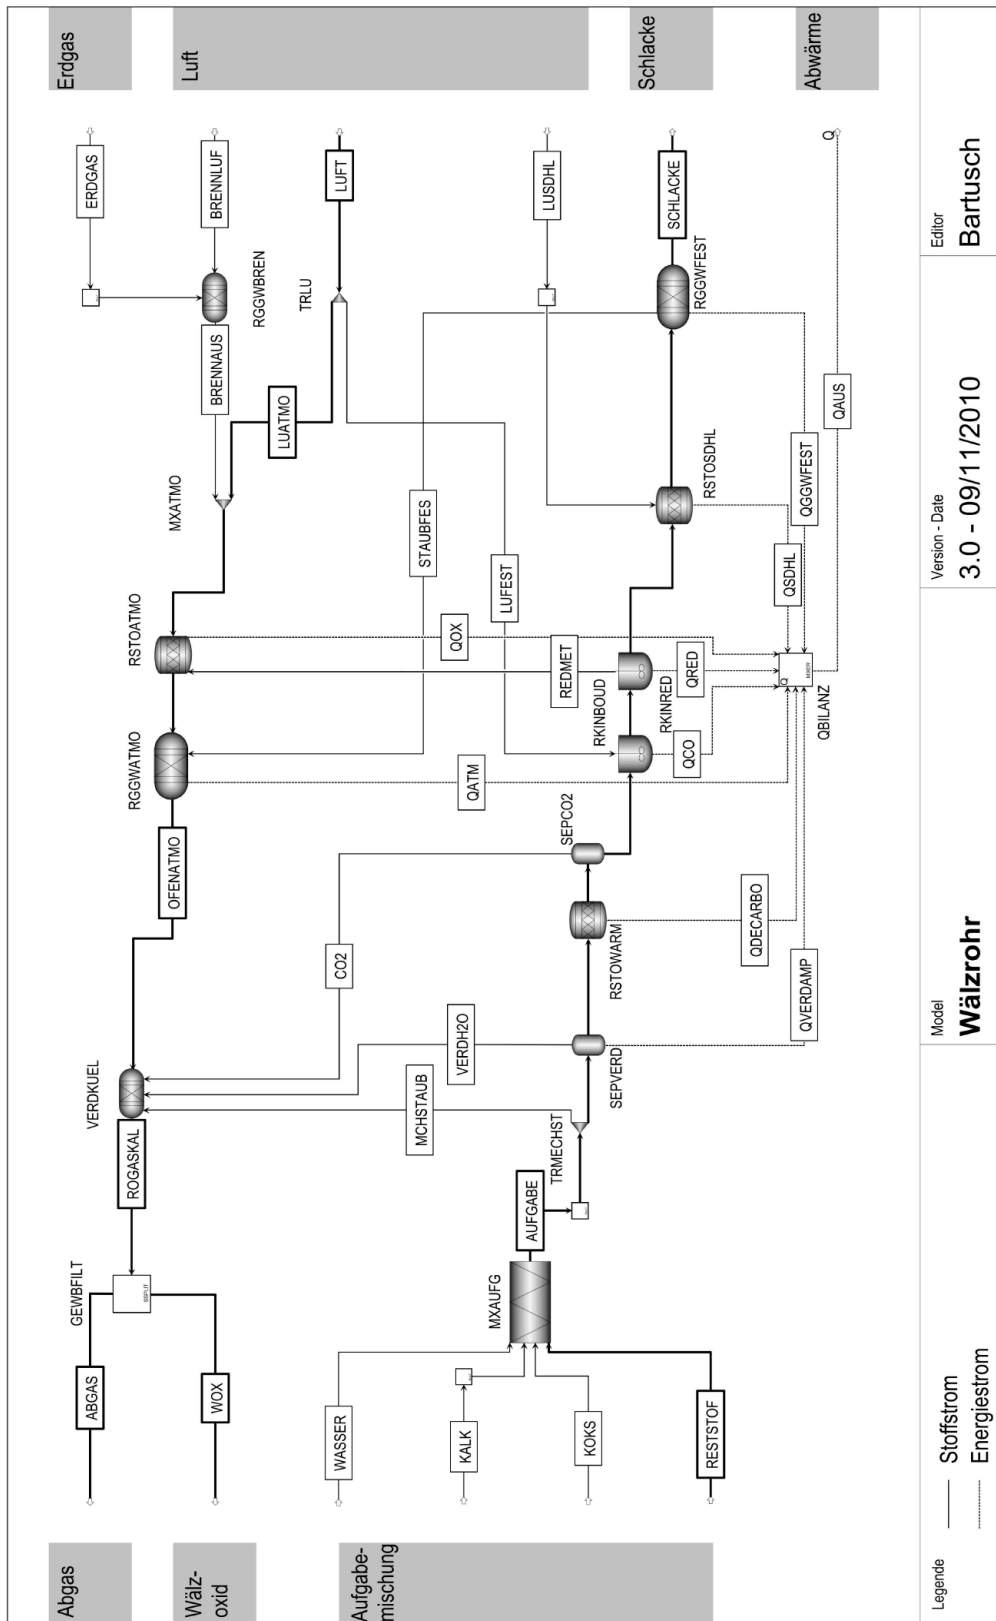 Abgas
Wälz-
oxid
Aufgabe-
mischung
Erdgas
Luft
Schlacke
Abwärme
ABGAS
WOX
GEWBFILT
SSPLIT
ROGASKAL
VERDKUEL
OFENATMO
RGGWATMO
RSTOATMO
MXATMO
BRENNAUS
RGGWBREN
ERDGAS
BRENNLUF
LUATMO
TRLU
LUFT
WASSER
KALK
KOKS
RESTSTOF
MXAUFG
AUFGABE
TRMECHST
MCHSTAUB
VERDH2O
CO2
SEPVERD
RSTOWARM
SEPCO2
QATM
QOX
STAUBFES
LUFEST
REDMET
RKINBOUD
RKINRED
LUSDHL
RSTOSDHL
RGGWFEST
SCHLACKE
QVERDAMP
QDECARBO
QCO
QRED
QSDHL
QGGWFEST
Q
MIXER
QBILANZ
QAUS
Q
Legende
Stoffstrom
Energiestrom
Model
Wälzrohr
Version - Date
3.0 - 09/11/2010
Editor
Bartusch